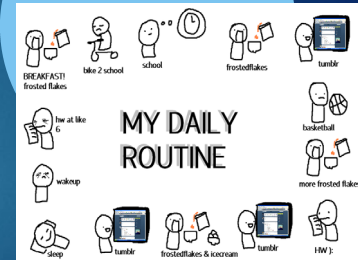 BREAKFAST!
frosted flakes
bike 2 school
school
frostedflakes
tumblr
hw at like
6
MY DAILY
ROUTINE
basketball
wakeup
more frosted flakes
sleep
tumblr
frostedflakes & icecream
tumblr
HW ):